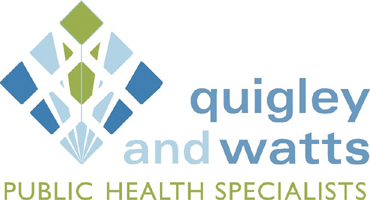 quigley
and watts
PUBLIC HEALTH SPECIALISTS